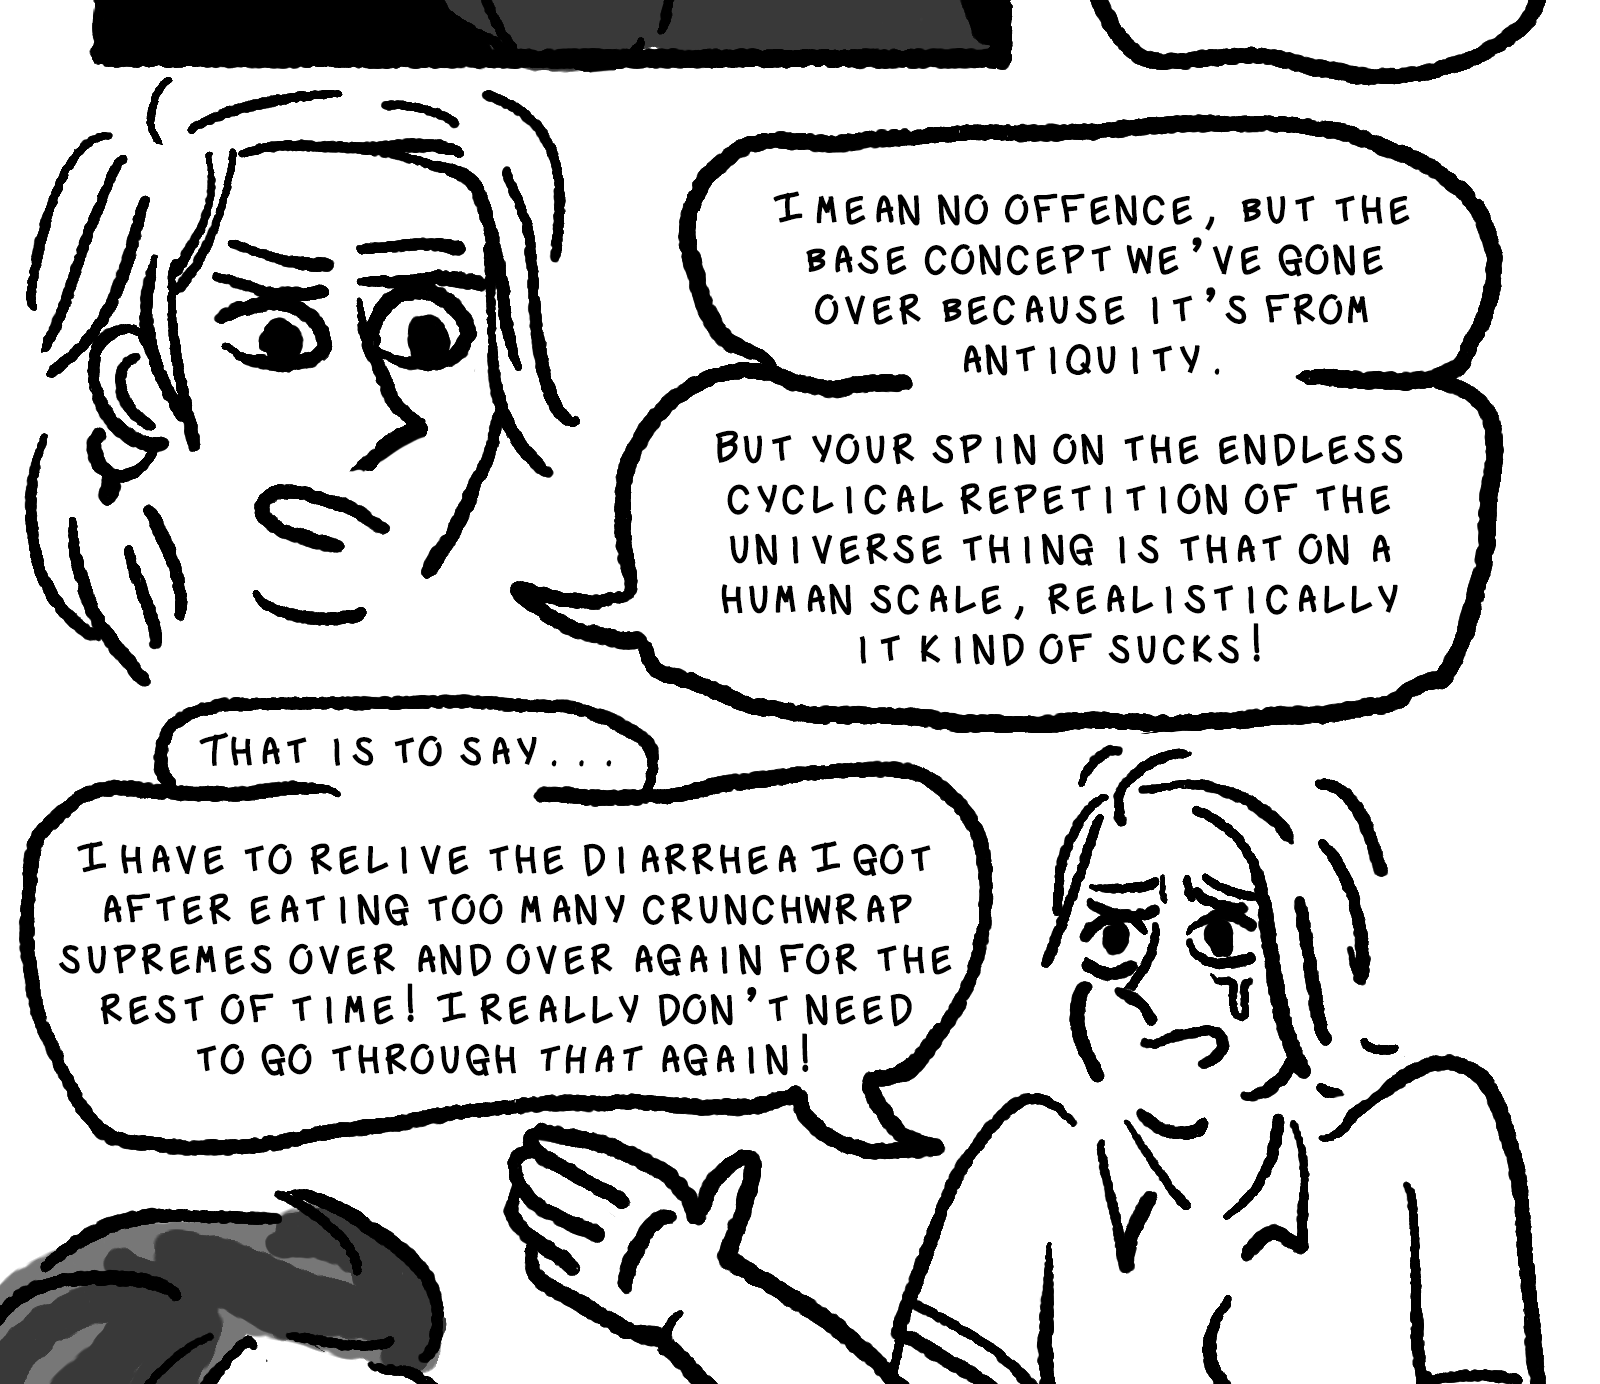 I MEAN NO OFFENCE, BUT THE
BASE CONCEPT WE'VE GONE
OVER BECAUSE IT'S FROM
ANTIQUITY.
BUT YOUR SPIN ON THE ENDLESS
CYCLICAL REPETITION OF THE
UNIVERSE THING IS THAT ON A
HUMAN SCALE, REALISTICALLY
IT KIND OF SUCKS!
THAT IS TO SAY...
I HAVE TO RELIVE THE DIARRHEA I GOT
AFTER EATING TOO MANY CRUNCHWRAP
SUPREMES OVER AND OVER AGAIN FOR THE
REST OF TIME! I REALLY DON'T NEED
TO GO THROUGH THAT AGAIN!